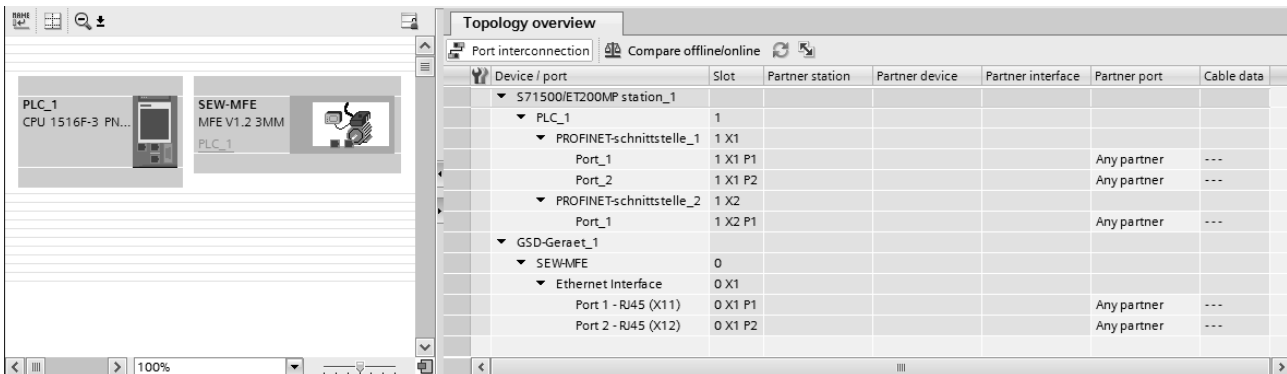 NAME
Topology overview
Port interconnection Compare offline/online
Device / port Slot Partner station Partner device Partner interface Partner port Cable data
S71500/ET200MP station_1
PLC_1 1
PROFINET-schnittstelle_1 1 X1
Port_1 1 X1 P1 Any partner ---
Port_2 1 X1 P2 Any partner ---
PROFINET-schnittstelle_2 1 X2
Port_1 1 X2 P1 Any partner ---
GSD-Geraet_1
SEW-MFE 0
Ethernet Interface 0 X1
Port 1 - RJ45 (X11) 0 X1 P1 Any partner ---
Port 2 - RJ45 (X12) 0 X1 P2 Any partner ---
PLC_1
CPU 1516F-3 PN...
SEW-MFE
MFE V1.2 3MM
PLC_1
100%